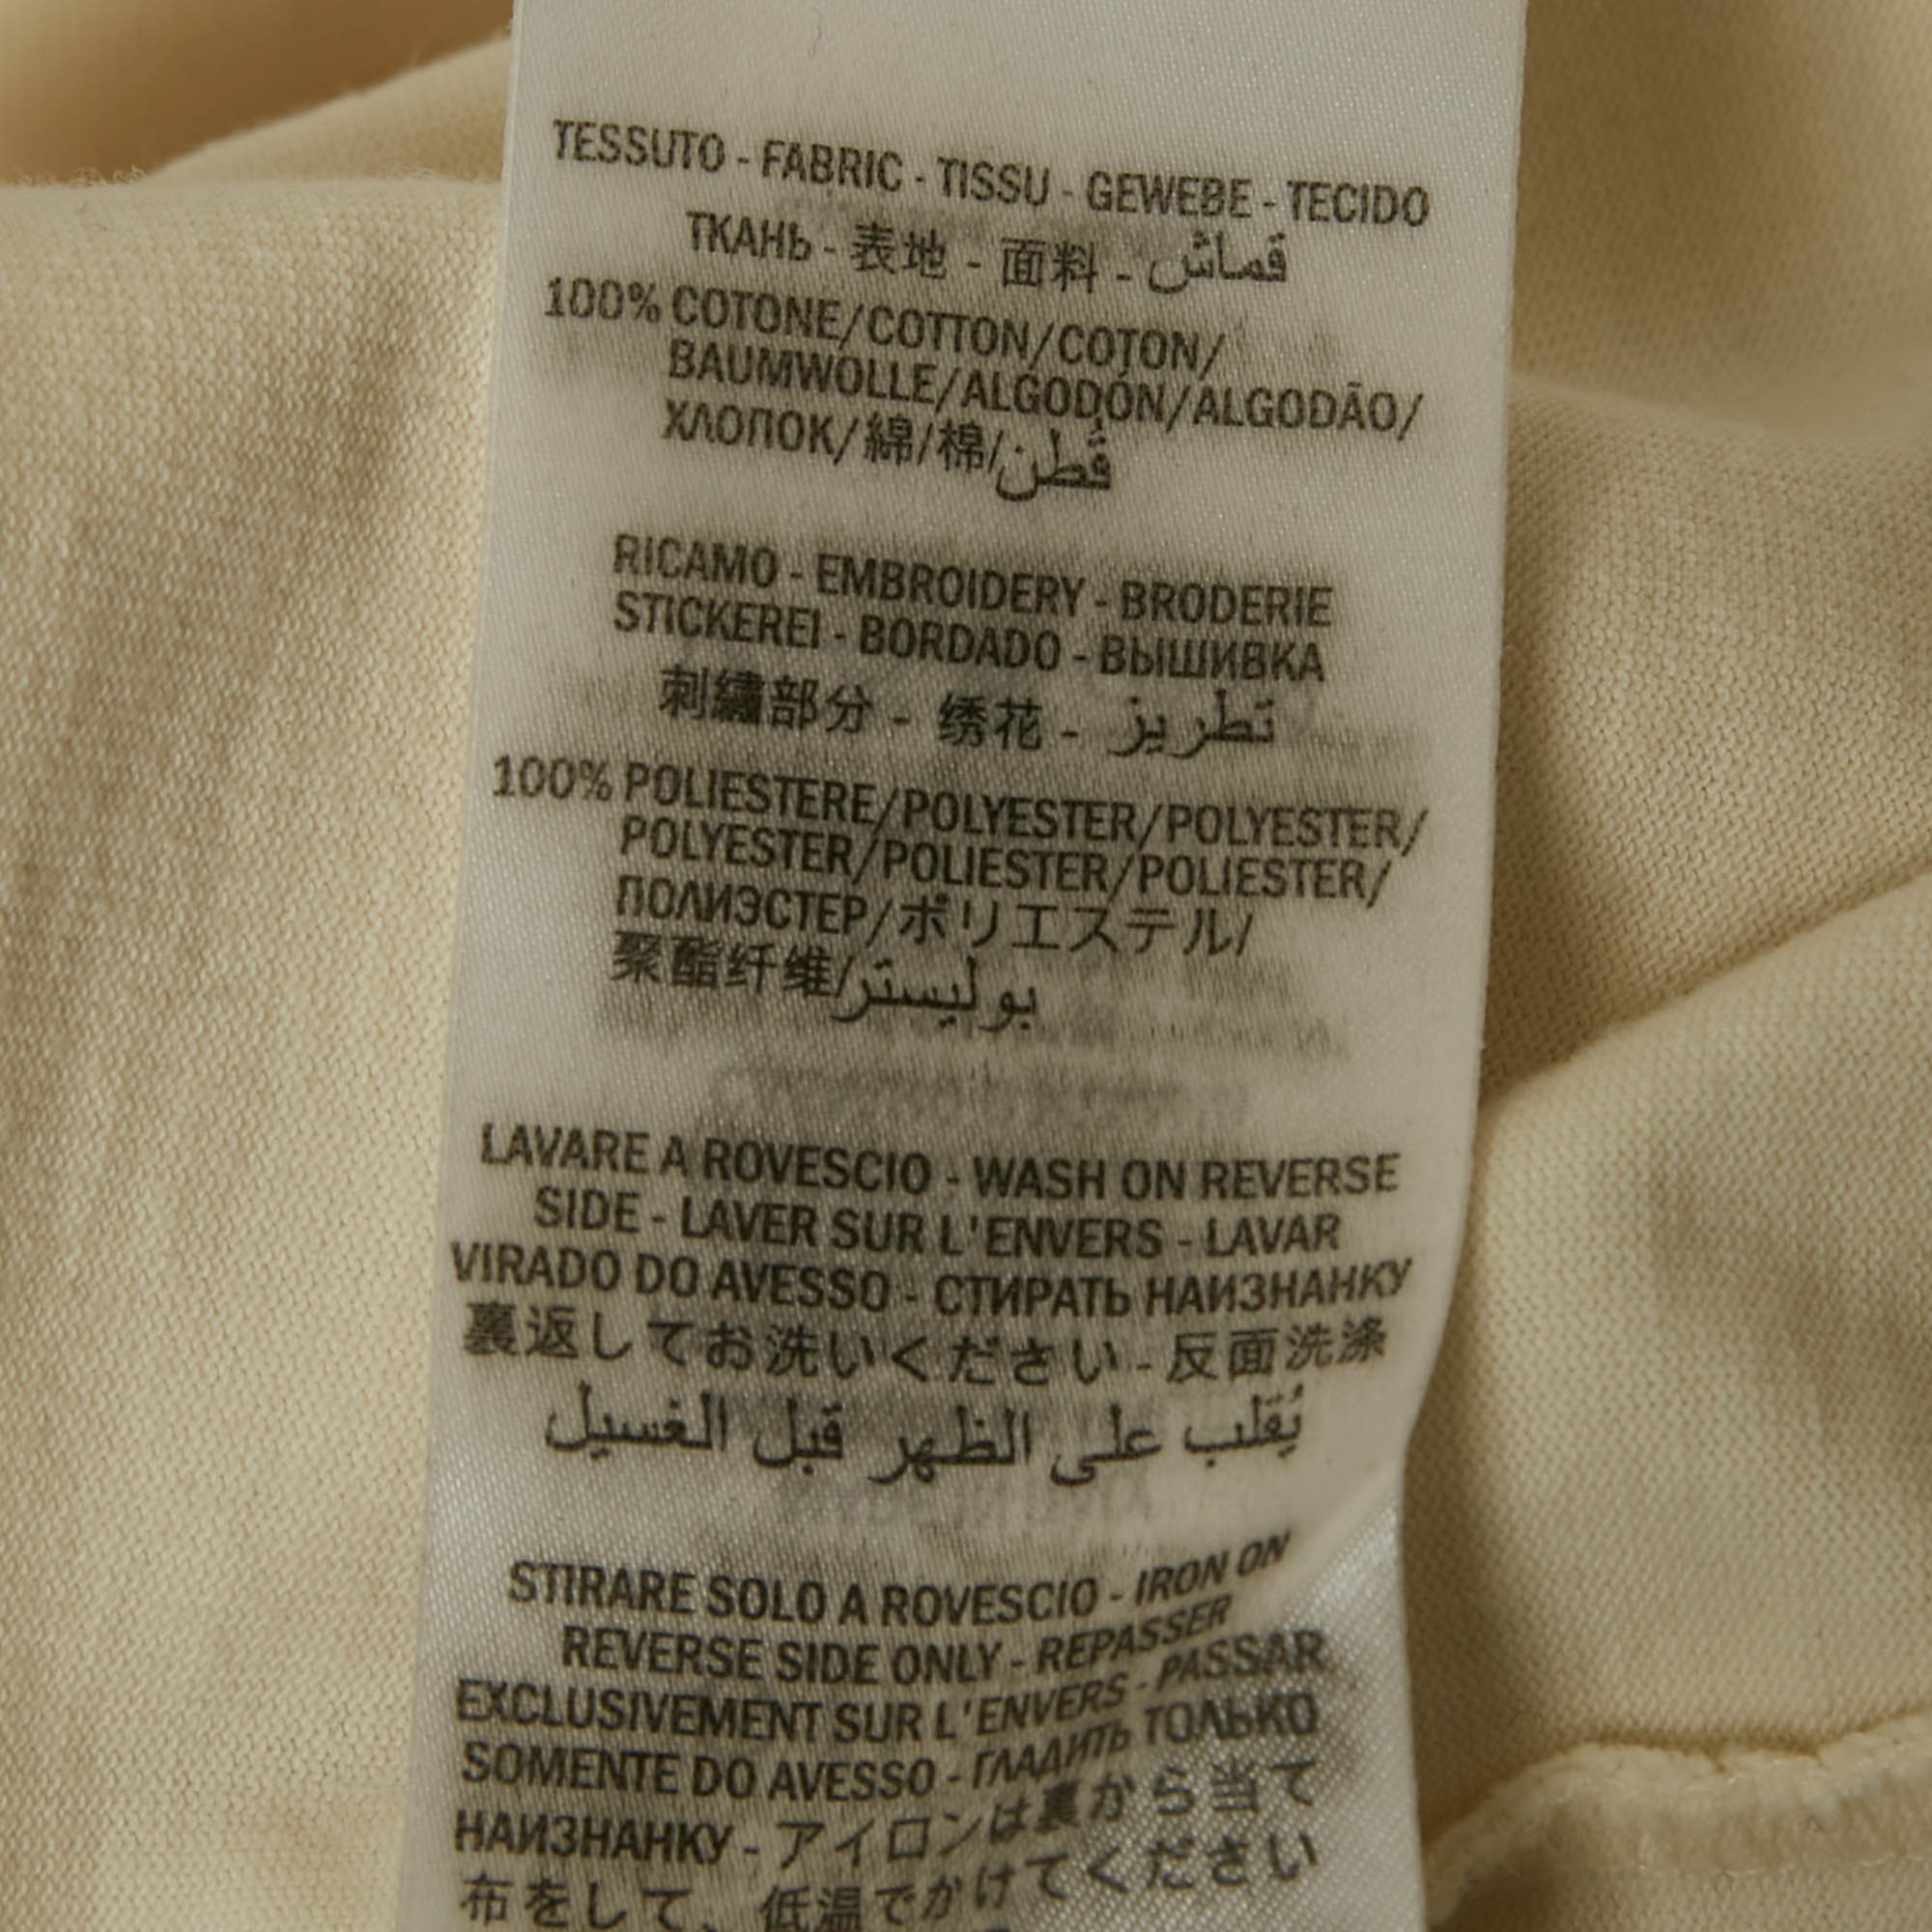 TESSUTO - FABRIC - TISSU - GEWEBE - TECIDO
ТКАНЬ - 表地 - 面料 - قماش
100% COTONE/COTTON/COTON/
BAUMWOLLE/ALGODÓN/ALGODÃO/
ХЛОПОК/綿/棉/قُطن
RICAMO - EMBROIDERY - BRODERIE
STICKEREI - BORDADO - ВЫШИВКА
刺繍部分 - 绣花 - تطريز
100% POLIESTERE/POLYESTER/POLYESTER/
POLYESTER/POLIESTER/POLIESTER/
ПОЛИЭСТЕР/ポリエステル/
聚酯纤维/بوليستر
LAVARE A ROVESCIO - WASH ON REVERSE
SIDE - LAVER SUR L'ENVERS - LAVAR
VIRADO DO AVESSO - СТИРАТЬ НАИЗНАНКУ
裏返してお洗いください - 反面洗涤
يُقلب على الظهر قبل الغسيل
STIRARE SOLO A ROVESCIO - IRON ON
REVERSE SIDE ONLY - REPASSER
EXCLUSIVEMENT SUR L'ENVERS - PASSAR
SOMENTE DO AVESSO - ГЛАДИТЬ ТОЛЬКО
НАИЗНАНКУ - アイロンは裏から当て
布をして、低温でかけてください